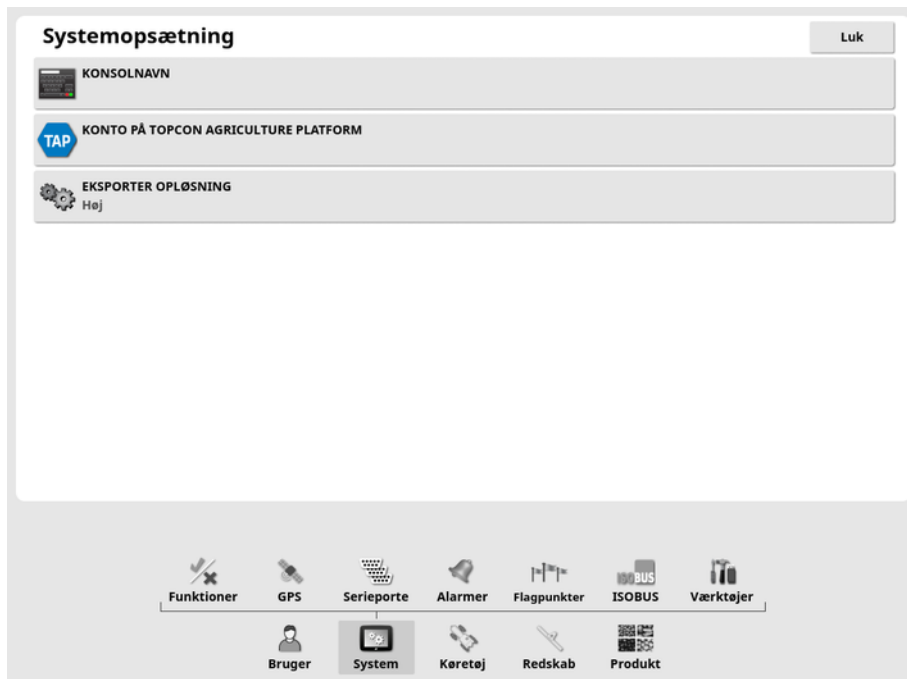 Systemopsætning
Luk
KONSOLNAVN
TAP
KONTO PÅ TOPCON AGRICULTURE PLATFORM
EKSPORTER OPLØSNING
Høj
Funktioner GPS Serieporte Alarmer Flagpunkter ISOBUS Værktøjer
ISOBUS
Bruger System Køretøj Redskab Produkt